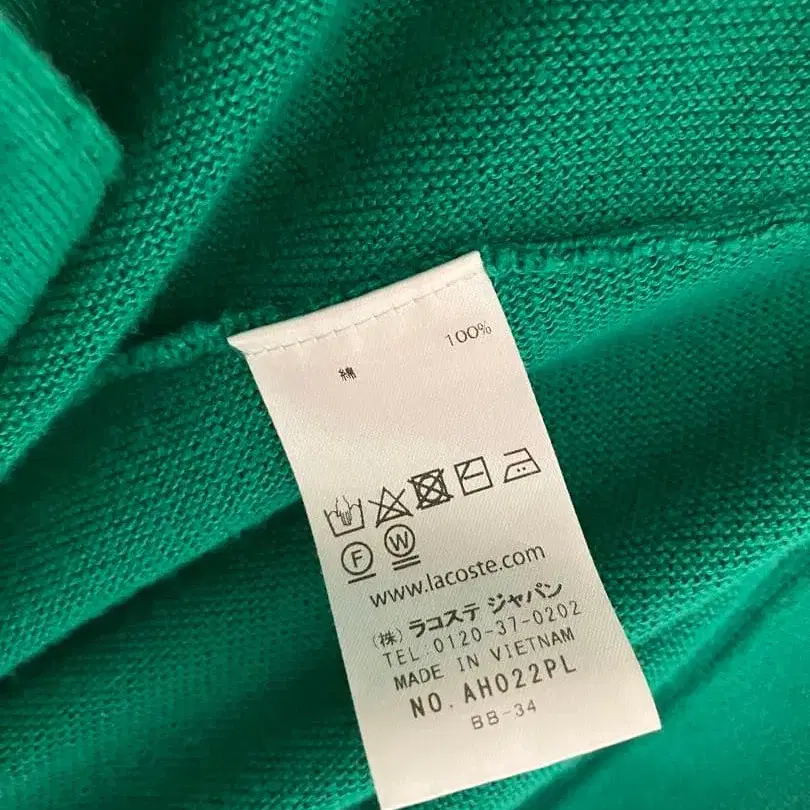 綿 100%
F W
www.lacoste.com
(株) ラコステ ジャパン
TEL.0120-37-0202
MADE IN VIETNAM
NO. AH022PL
BB-34